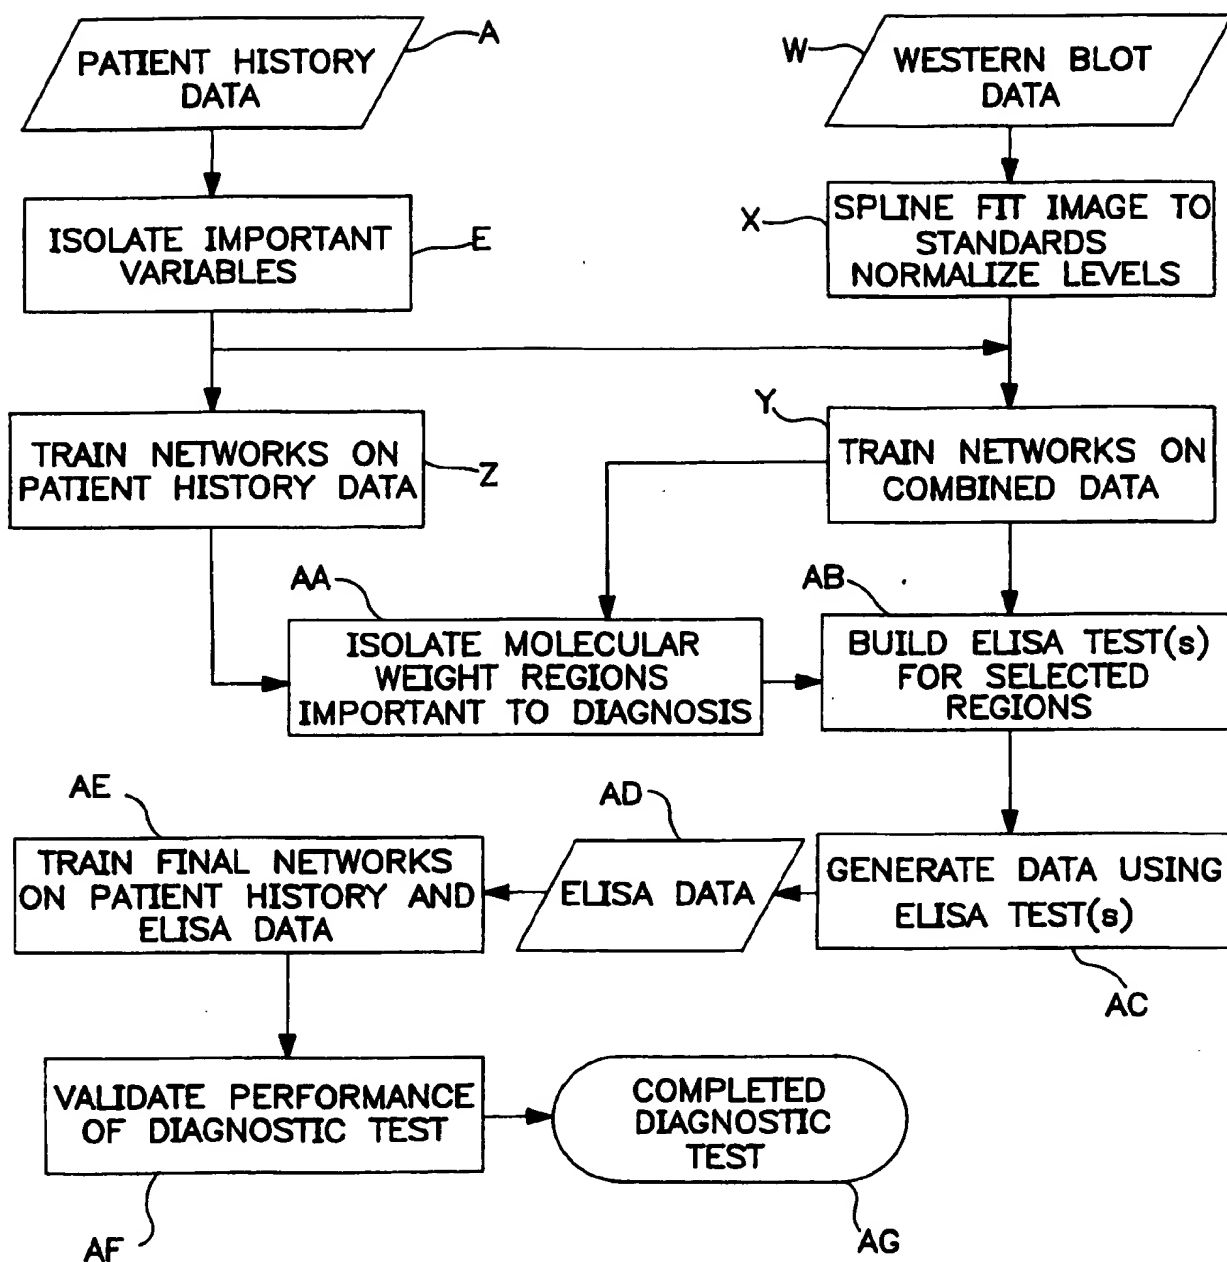 PATIENT HISTORY
DATA
A
W
WESTERN BLOT
DATA
ISOLATE IMPORTANT
VARIABLES
E
X
SPLINE FIT IMAGE TO
STANDARDS
NORMALIZE LEVELS
TRAIN NETWORKS ON
PATIENT HISTORY DATA
Z
Y
TRAIN NETWORKS ON
COMBINED DATA
AA
ISOLATE MOLECULAR
WEIGHT REGIONS
IMPORTANT TO DIAGNOSIS
AB
BUILD ELISA TEST(s)
FOR SELECTED
REGIONS
AE
TRAIN FINAL NETWORKS
ON PATIENT HISTORY AND
ELISA DATA
AD
ELISA DATA
GENERATE DATA USING
ELISA TEST(s)
AC
VALIDATE PERFORMANCE
OF DIAGNOSTIC TEST
AF
COMPLETED
DIAGNOSTIC
TEST
AG